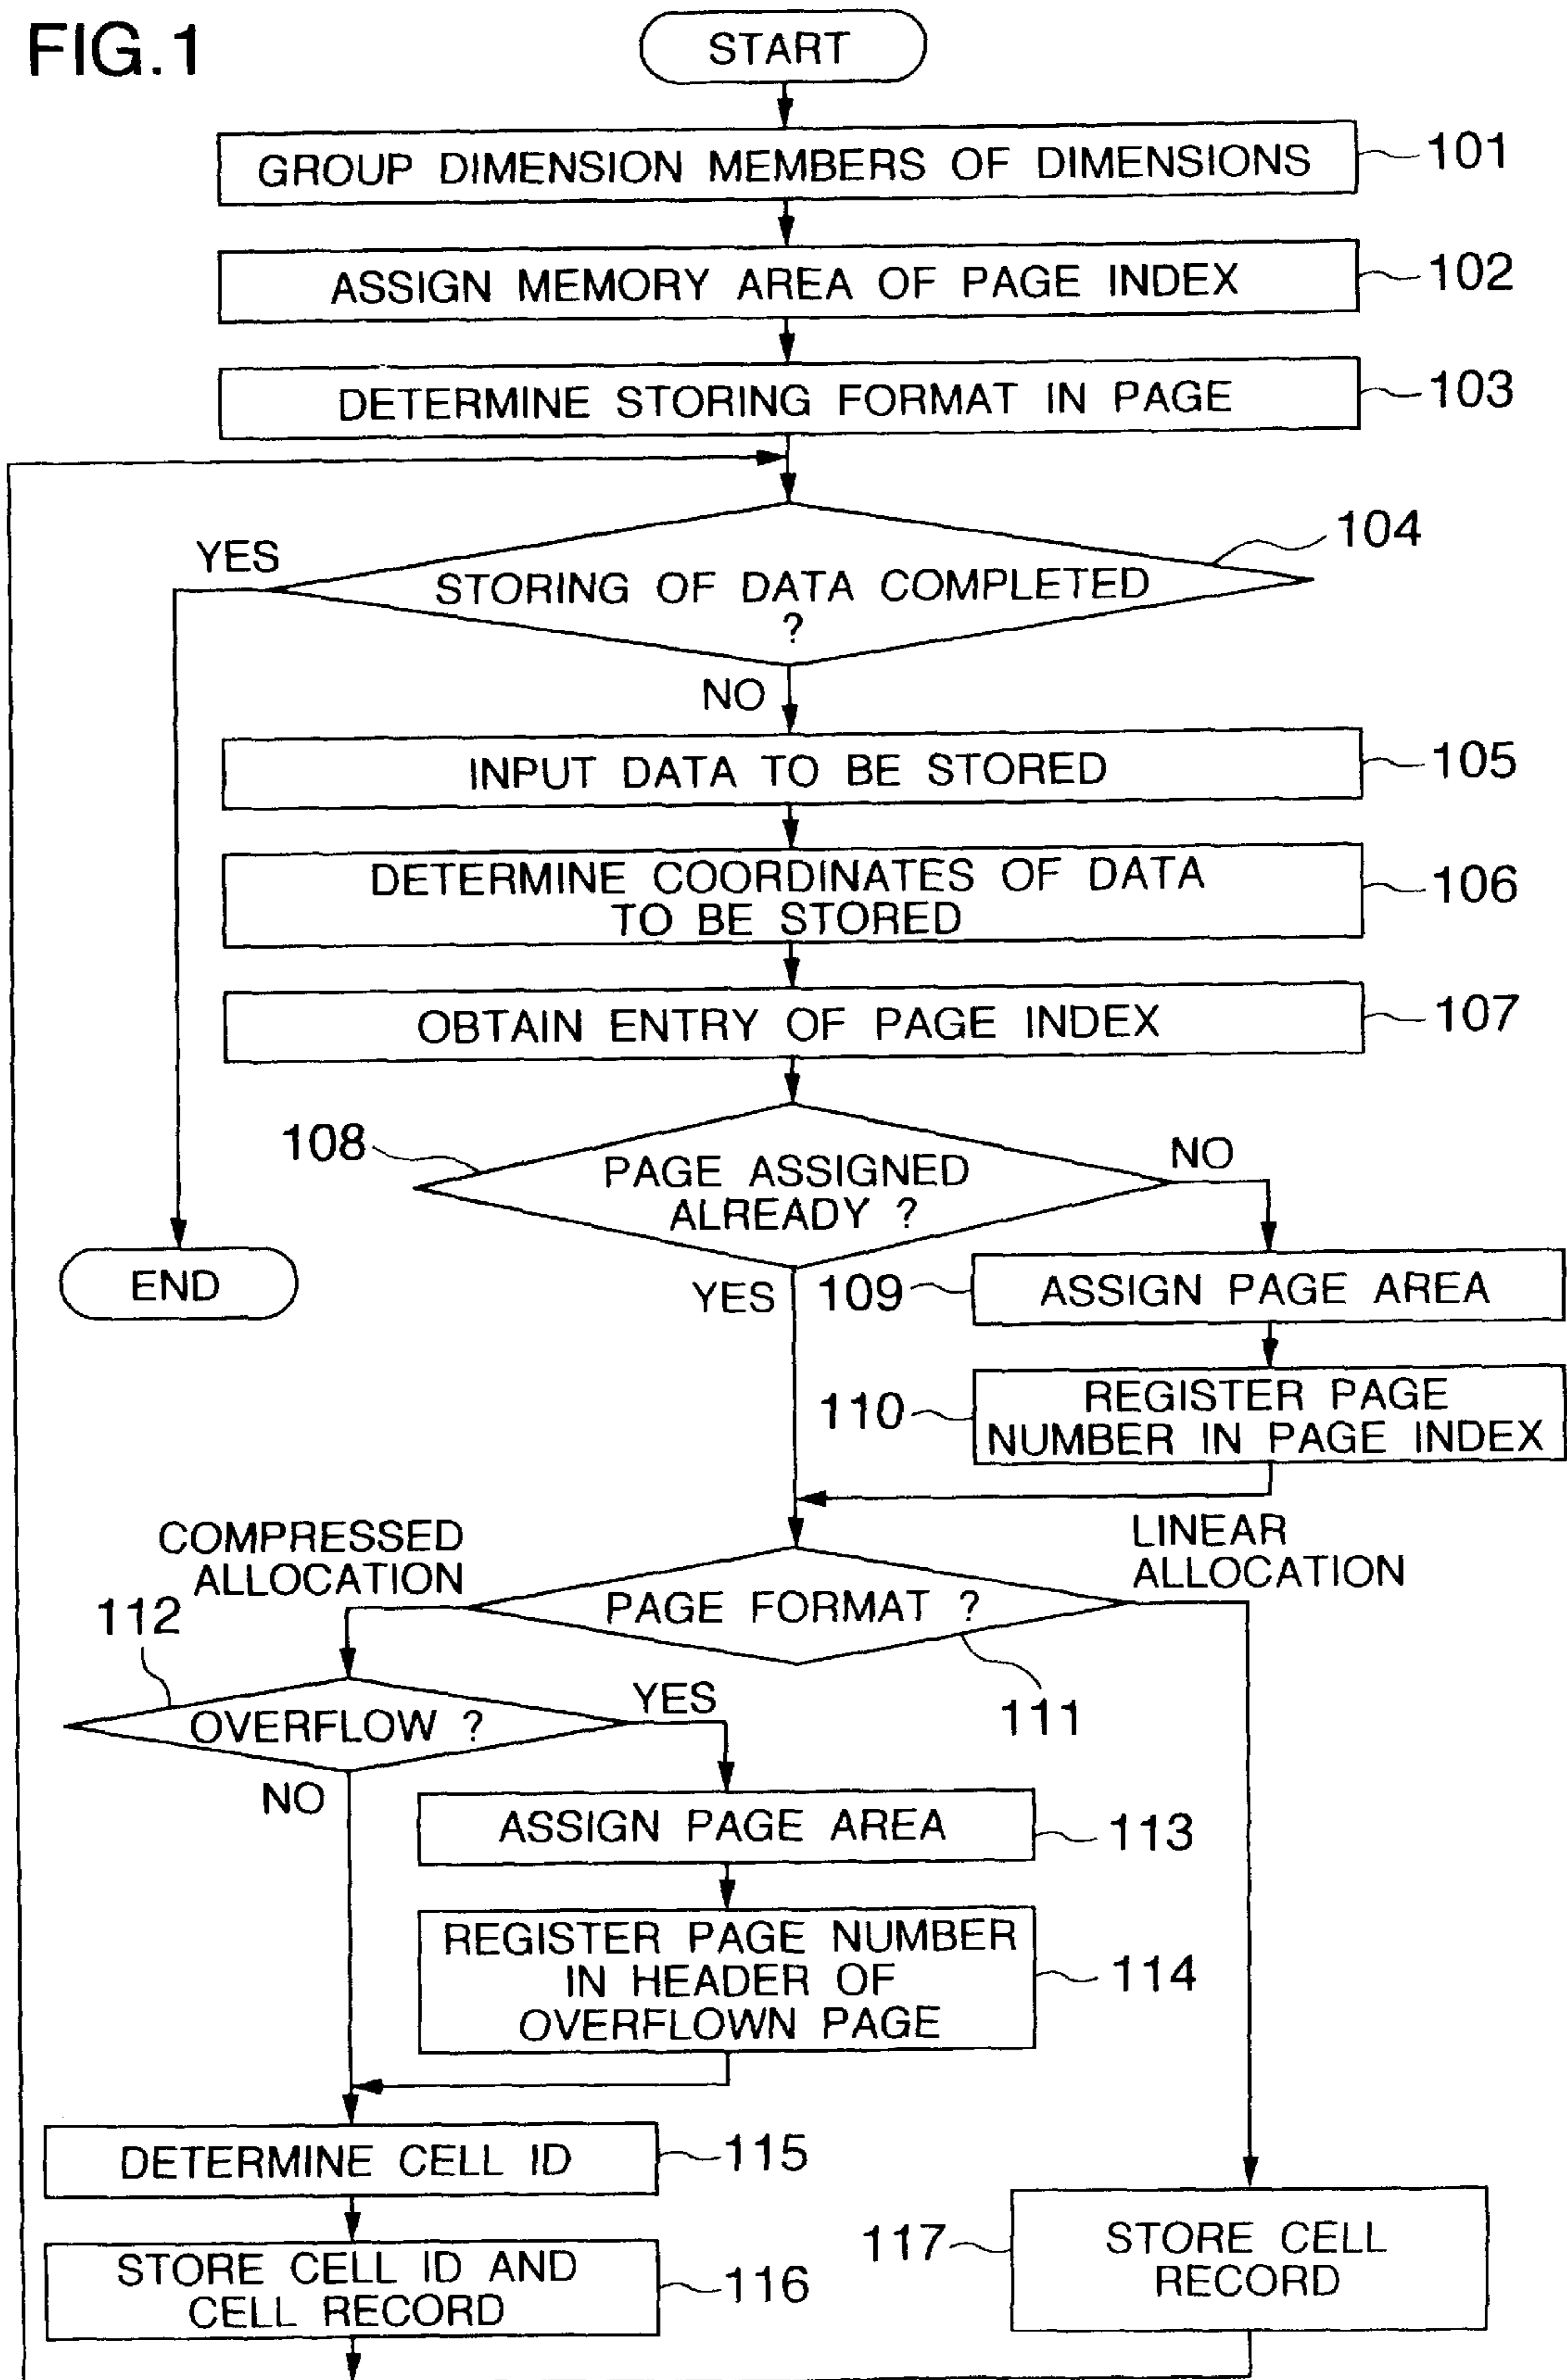 FIG.1
START
GROUP DIMENSION MEMBERS OF DIMENSIONS
101
ASSIGN MEMORY AREA OF PAGE INDEX
102
DETERMINE STORING FORMAT IN PAGE
103
104
YES
STORING OF DATA COMPLETED
?
NO
INPUT DATA TO BE STORED
105
DETERMINE COORDINATES OF DATA
TO BE STORED
106
OBTAIN ENTRY OF PAGE INDEX
107
108
PAGE ASSIGNED
ALREADY ?
NO
END
YES
109
ASSIGN PAGE AREA
110
REGISTER PAGE
NUMBER IN PAGE INDEX
COMPRESSED
ALLOCATION
LINEAR
ALLOCATION
PAGE FORMAT ?
111
112
OVERFLOW ?
YES
NO
ASSIGN PAGE AREA
113
REGISTER PAGE NUMBER
IN HEADER OF
OVERFLOWN PAGE
114
DETERMINE CELL ID
115
STORE CELL ID AND
CELL RECORD
116
117
STORE CELL
RECORD